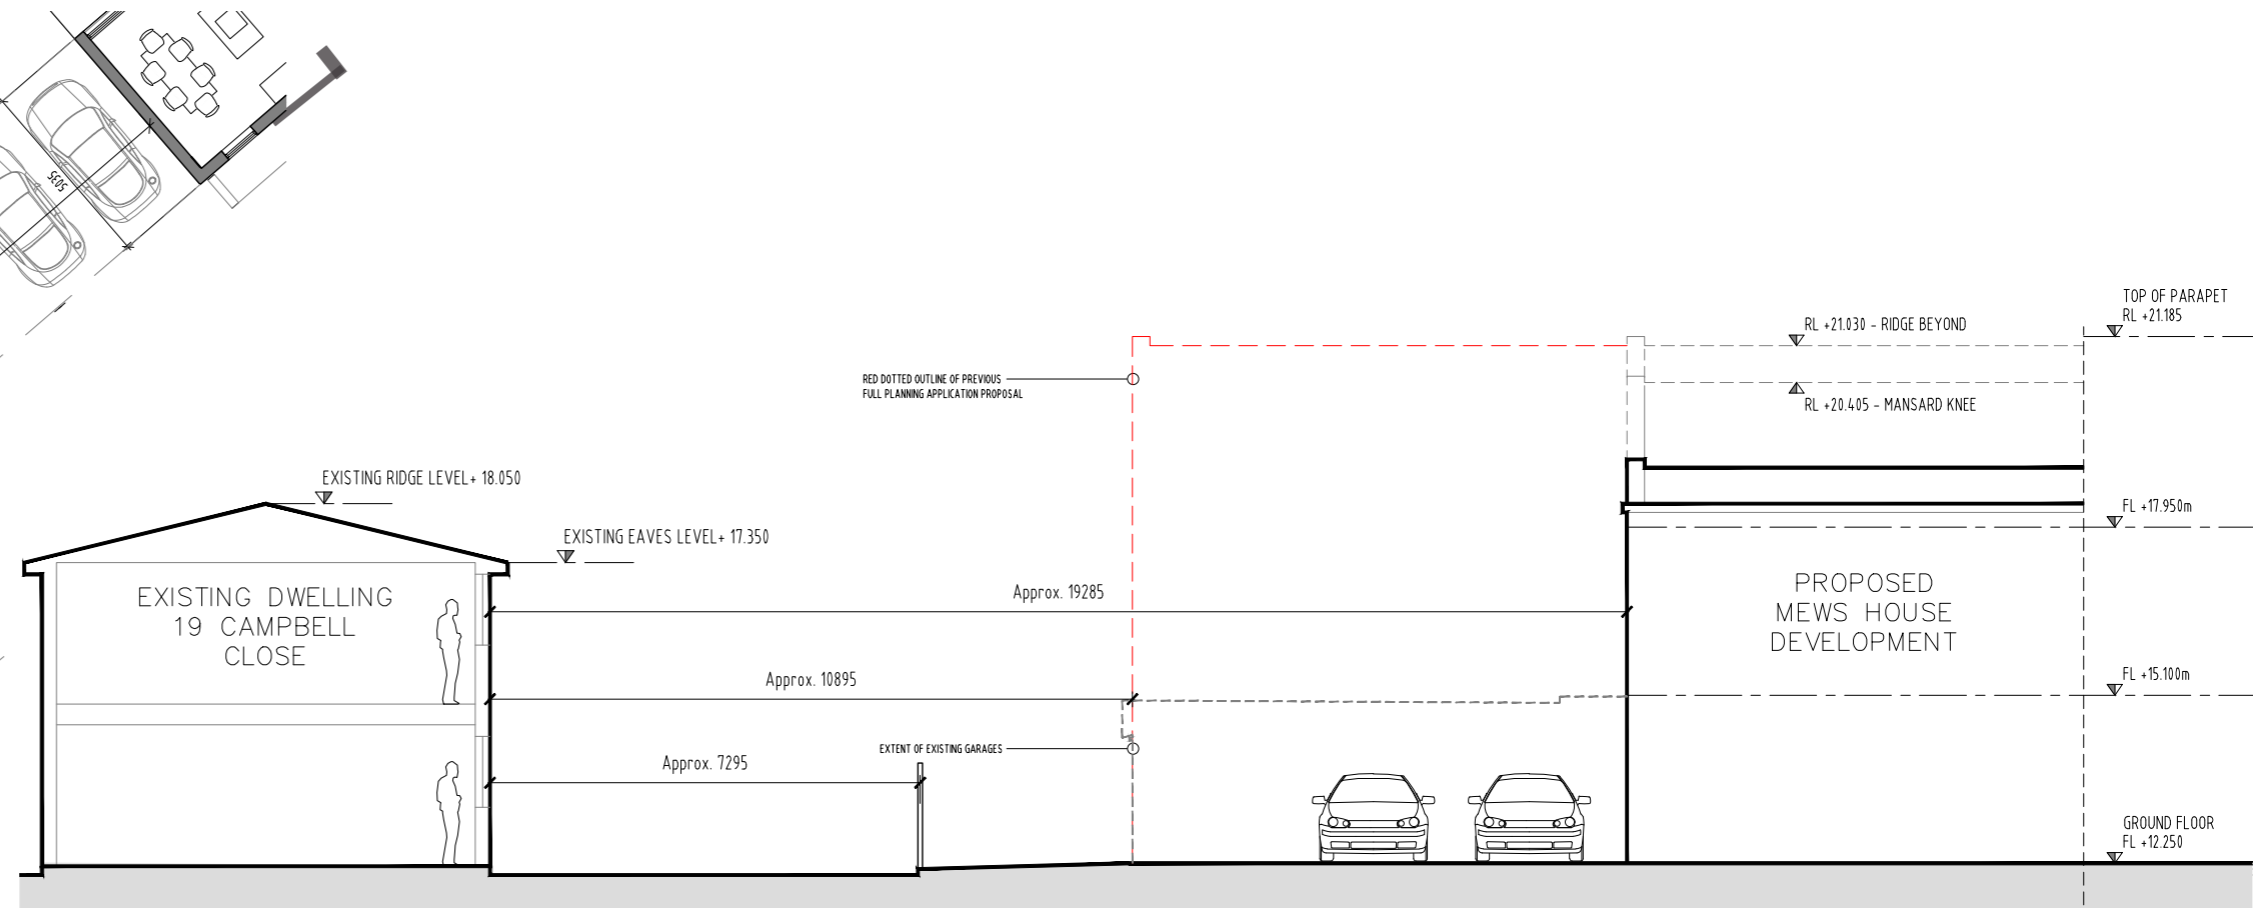 5035
TOP OF PARAPET
RL +21.185
RL +21.030 - RIDGE BEYOND
RED DOTTED OUTLINE OF PREVIOUS
FULL PLANNING APPLICATION PROPOSAL
RL +20.405 - MANSARD KNEE
EXISTING RIDGE LEVEL+ 18.050
FL +17.950m
EXISTING EAVES LEVEL+ 17.350
EXISTING DWELLING
19 CAMPBELL
CLOSE
Approx. 19285
PROPOSED
MEWS HOUSE
DEVELOPMENT
Approx. 10895
FL +15.100m
EXTENT OF EXISTING GARAGES
Approx. 7295
GROUND FLOOR
FL +12.250